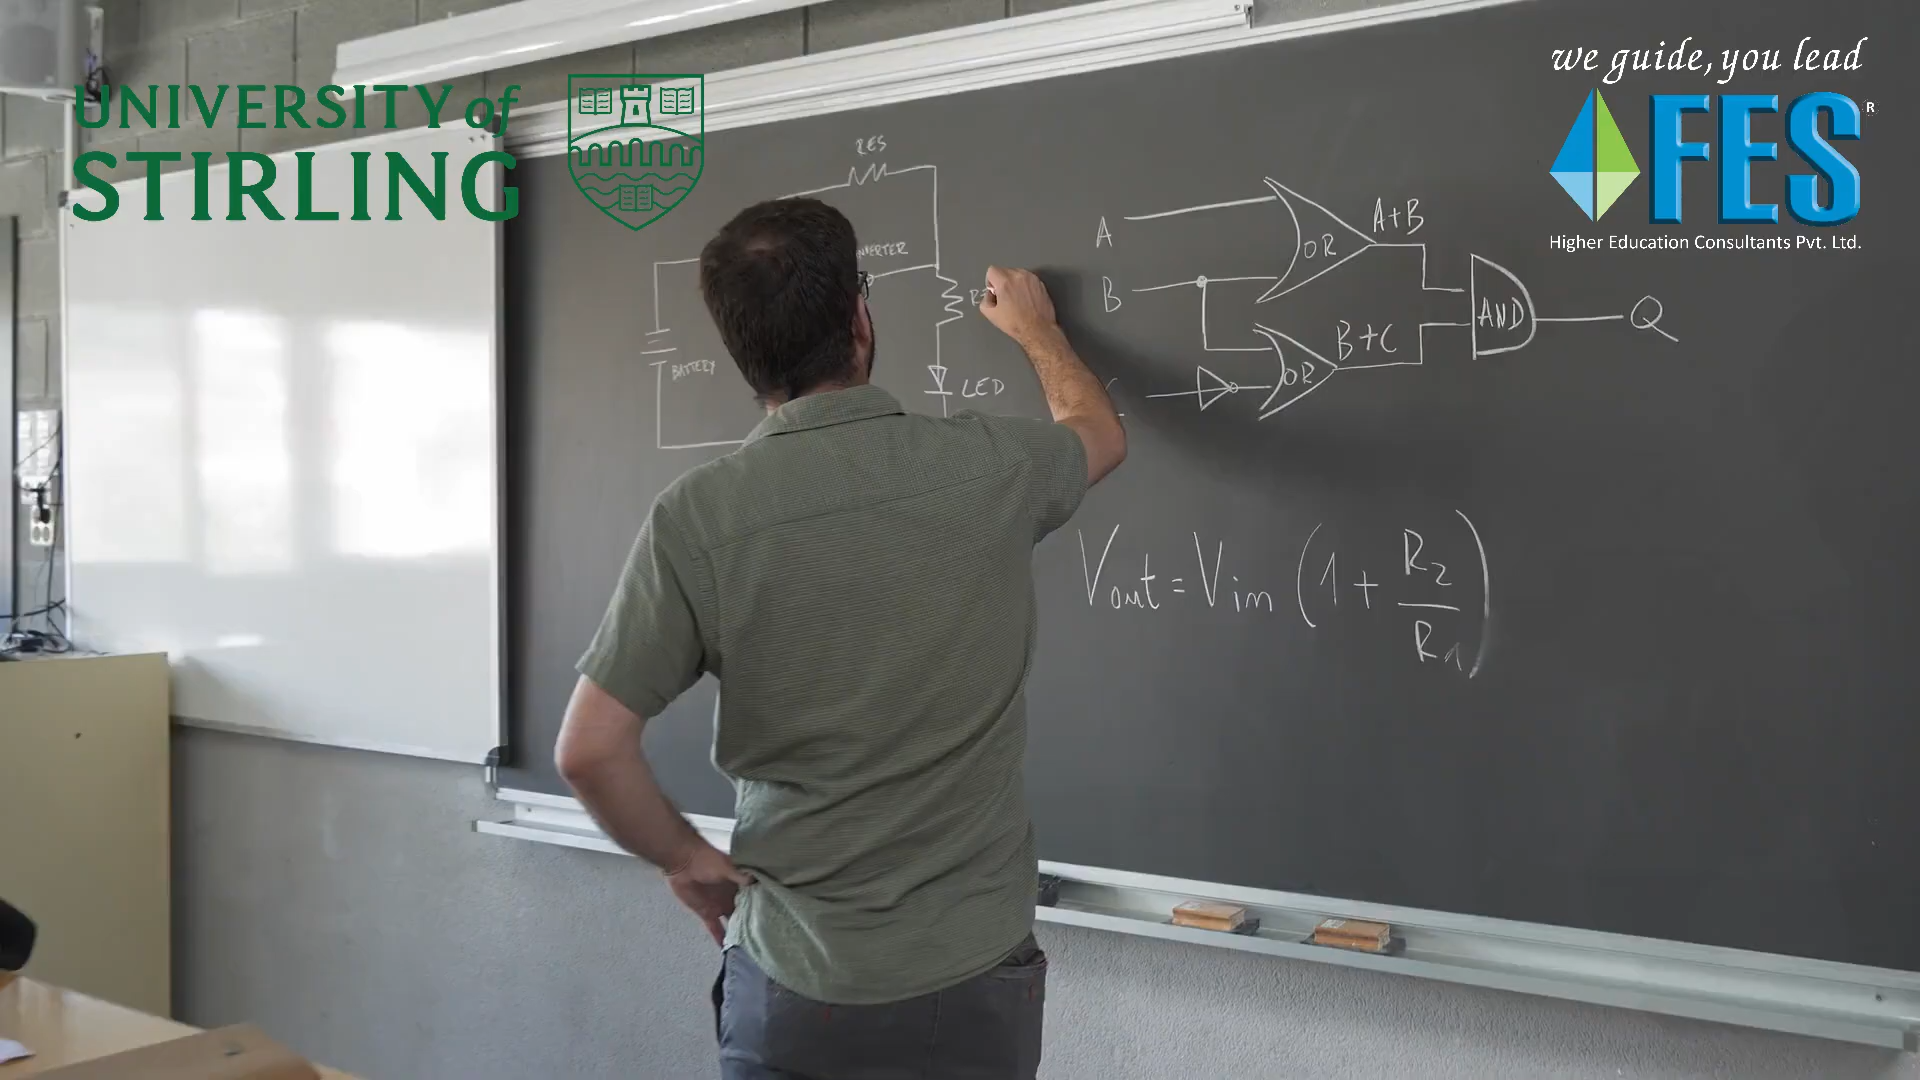 UNIVERSITY of
STIRLING
we guide, you lead
FES®
Higher Education Consultants Pvt. Ltd.
RES
BATTERY
LED
A
B
OR
A+B
OR
B+C
AND
Q
Vout = Vin (1 + R2/R1)